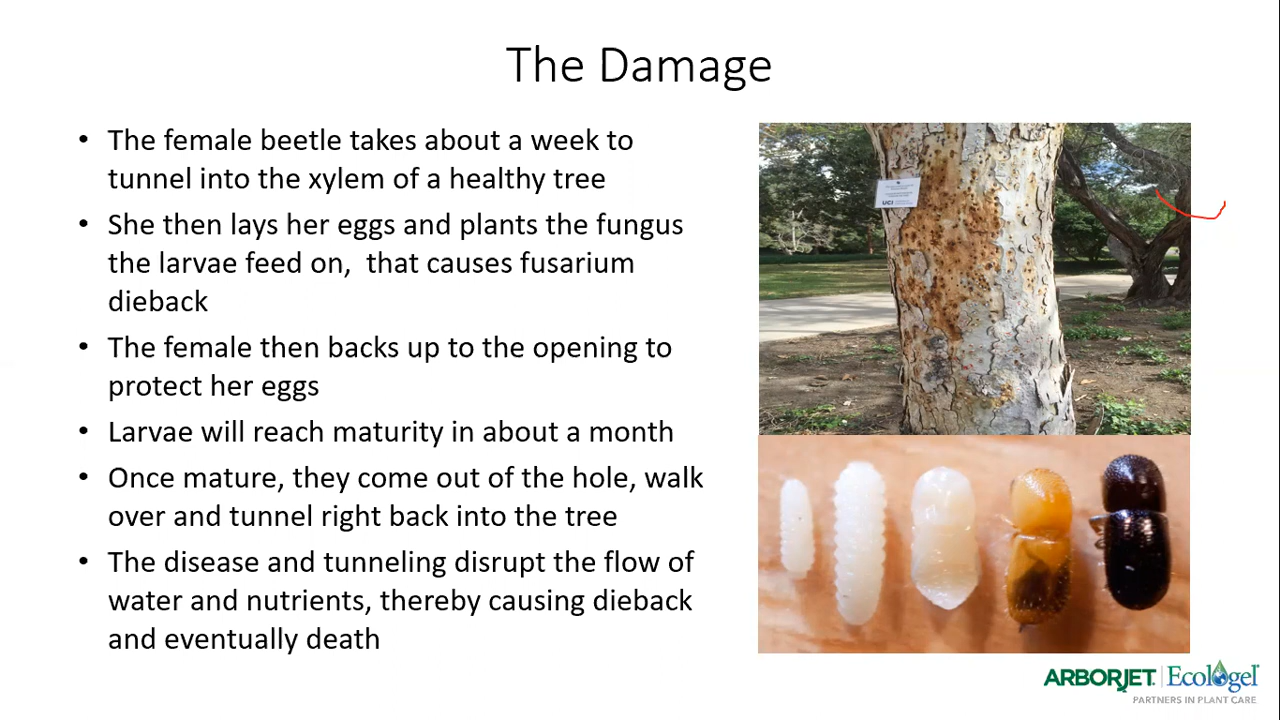 The Damage
• The female beetle takes about a week to
tunnel into the xylem of a healthy tree
• She then lays her eggs and plants the fungus
the larvae feed on,  that causes fusarium
dieback
• The female then backs up to the opening to
protect her eggs
• Larvae will reach maturity in about a month
• Once mature, they come out of the hole, walk
over and tunnel right back into the tree
• The disease and tunneling disrupt the flow of
water and nutrients, thereby causing dieback
and eventually death
UCI
ARBORJET | Ecologel
PARTNERS IN PLANT CARE